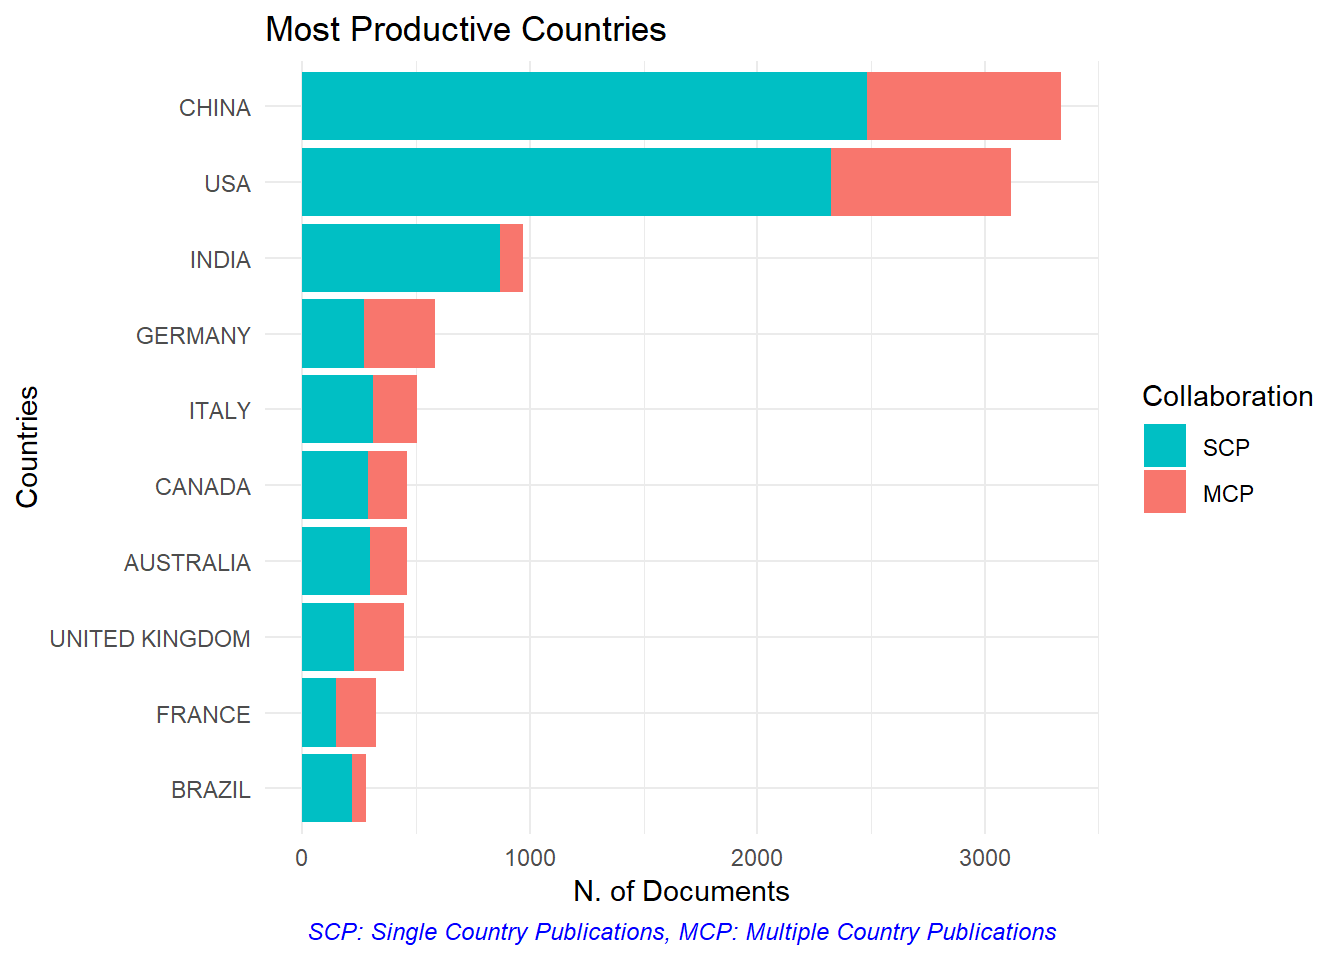 Most Productive Countries
CHINA
USA
INDIA
GERMANY
ITALY
CANADA
AUSTRALIA
UNITED KINGDOM
FRANCE
BRAZIL
Countries
0 1000 2000 3000
N. of Documents
SCP: Single Country Publications, MCP: Multiple Country Publications
Collaboration
SCP
MCP